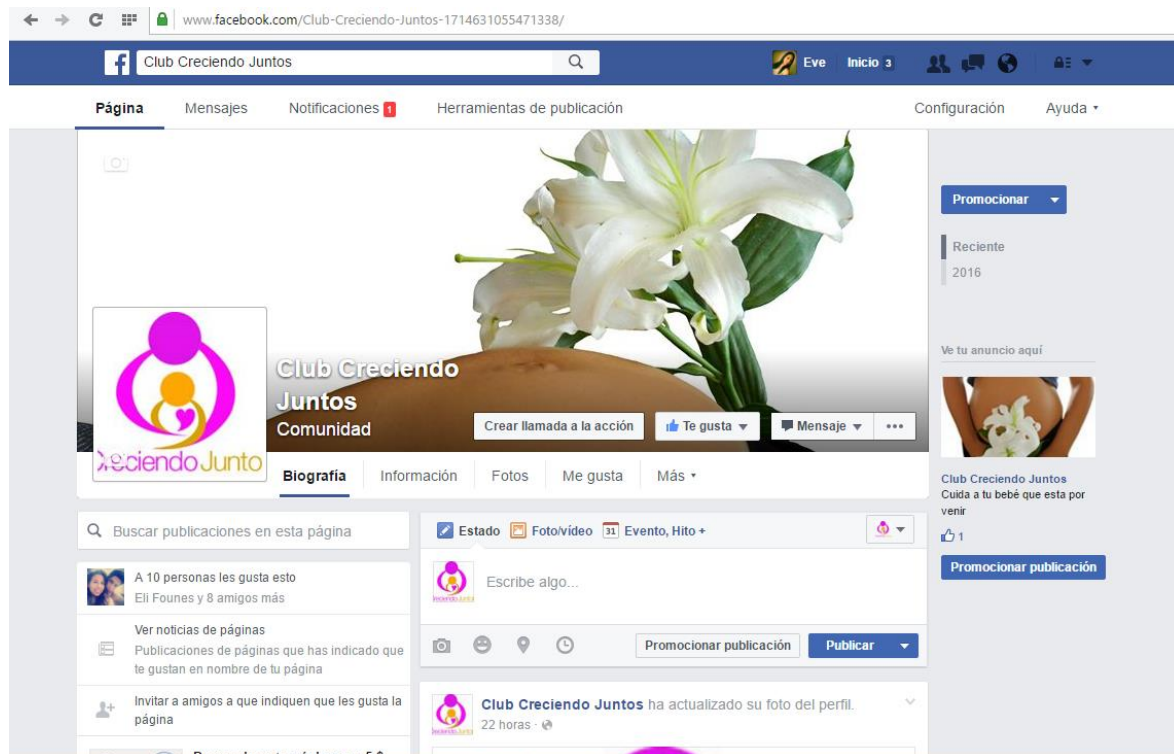 www.facebook.com/Club-Creciendo-Juntos-1714631055471338/
Club Creciendo Juntos
Eve Inicio 3
Página Mensajes Notificaciones 1 Herramientas de publicación Configuración Ayuda
Promocionar
Reciente
2016
Ve tu anuncio aquí
Club Creciendo
Juntos
Comunidad
Crear llamada a la acción Te gusta Mensaje
reciendo Junto
Biografía Información Fotos Me gusta Más
Club Creciendo Juntos
Cuida a tu bebé que esta por
venir
1
Promocionar publicación
Buscar publicaciones en esta página
A 10 personas les gusta esto
Eli Founes y 8 amigos más
Ver noticias de páginas
Publicaciones de páginas que has indicado que
te gustan en nombre de tu página
Invitar a amigos a que indiquen que les gusta la
página
Estado Foto/vídeo 31 Evento, Hito +
Escribe algo...
Promocionar publicación Publicar
Club Creciendo Juntos ha actualizado su foto del perfil.
22 horas ·